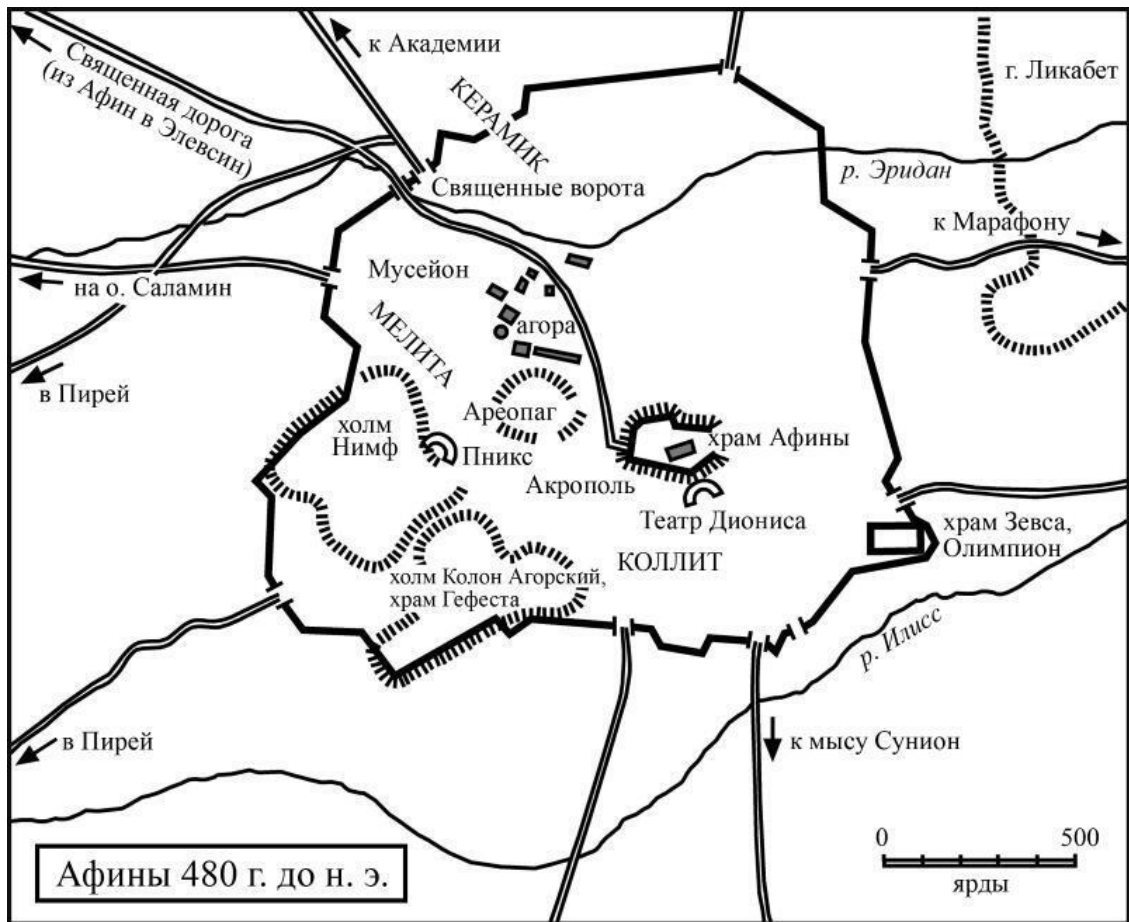 к Академии
Священная дорога
(из Афин в Элевсин)
КЕРАМИК
г. Ликабет
р. Эридан
Священные ворота
к Марафону
Мусейон
на о. Саламин
агора
МЕЛИТА
в Пирей
Ареопаг
холм
Нимф
Пникс
храм Афины
Акрополь
Театр Диониса
храм Зевса,
Олимпион
КОЛЛИТ
холм Колон Агорский,
храм Гефеста
р. Илисс
в Пирей
к мысу Сунион
0 500
ярды
Афины 480 г. до н. э.